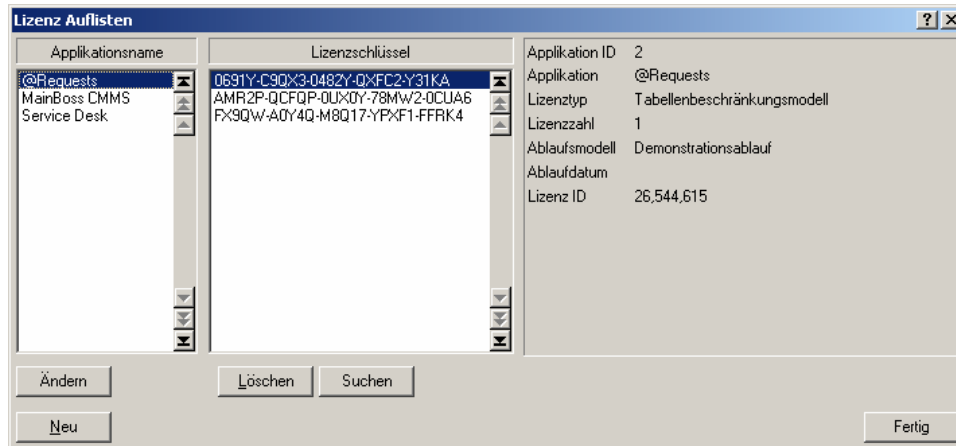 Lizenz Auflisten
Applikationsname
Lizenzschlüssel
@Requests
MainBoss CMMS
Service Desk
0691Y-C9QX3-0482Y-QXFC2-Y31KA
AMR2P-QCFQP-0UX0Y-78MW2-0CUA6
FX9QW-A0Y4Q-M8Q17-YPXF1-FFRK4
Applikation ID 2
Applikation @Requests
Lizenztyp Tabellenbeschränkungsmodell
Lizenzzahl 1
Ablaufsmodell Demonstrationsablauf
Ablaufdatum
Lizenz ID 26,544,615
Ändern
Löschen
Suchen
Neu
Fertig